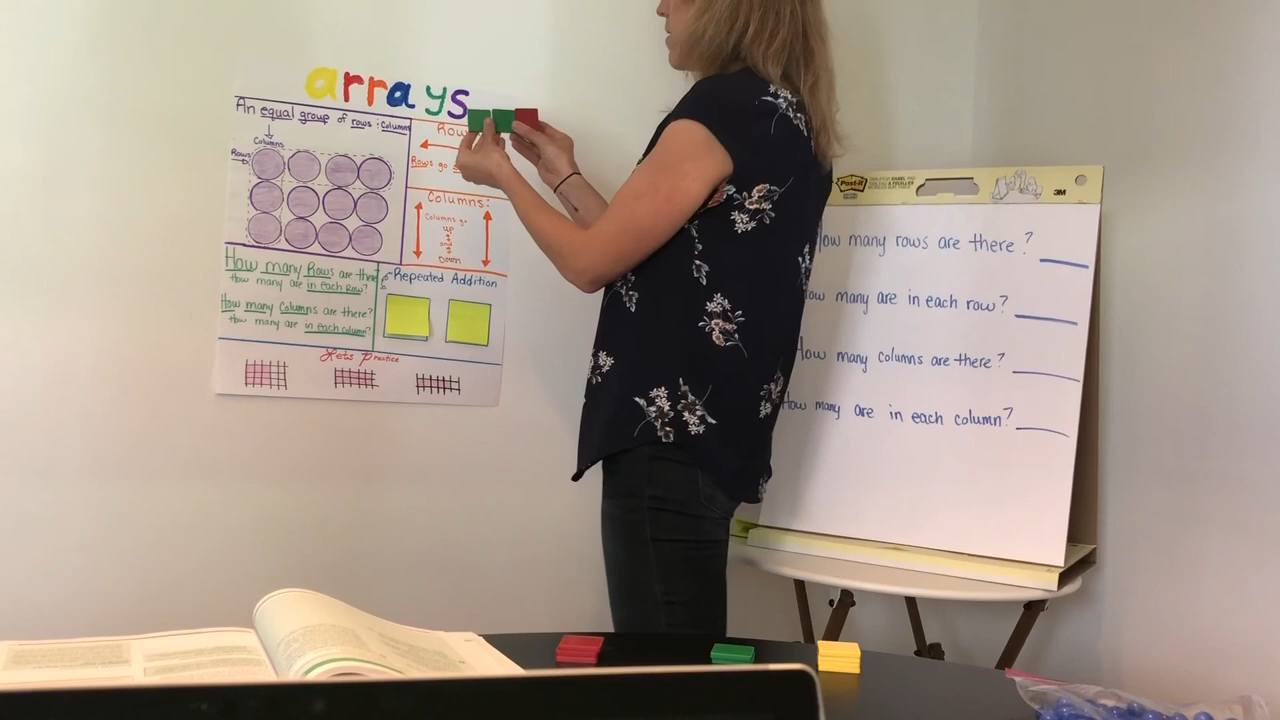 arrays
An equal group of rows : Columns
Columns
Rows
Row
Rows go
Columns:
Columns go
up
and
Down
How many Rows are
How many are in each Row?
How many Columns are there?
How many are in each column?
Repeated Addition
Lets Practice
Post-it
3M
How many rows are there?
How many are in each row?
How many columns are there?
How many are in each column?